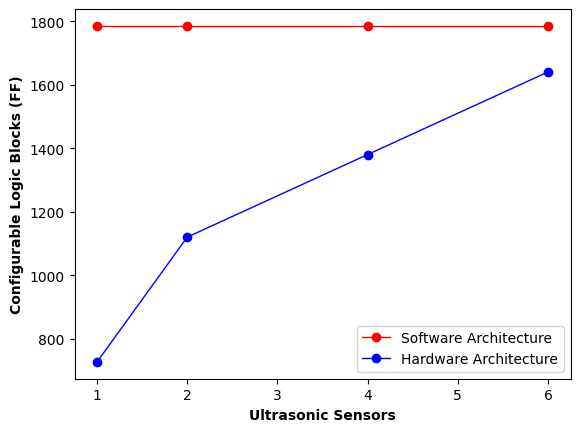 1800
1600
1400
1200
1000
800
Configurable Logic Blocks (FF)
1 2 3 4 5 6
Ultrasonic Sensors
Software Architecture
Hardware Architecture